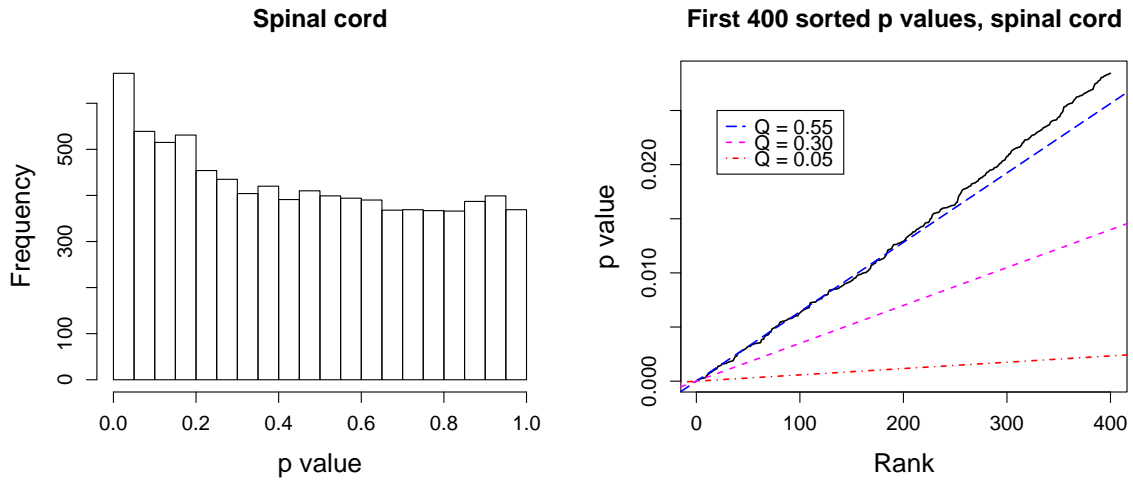 Spinal cord
Frequency
500
300
100
0
0.0 0.2 0.4 0.6 0.8 1.0
p value
First 400 sorted p values, spinal cord
p value
0.020
0.010
0.000
Q = 0.55
Q = 0.30
Q = 0.05
0 100 200 300 400
Rank